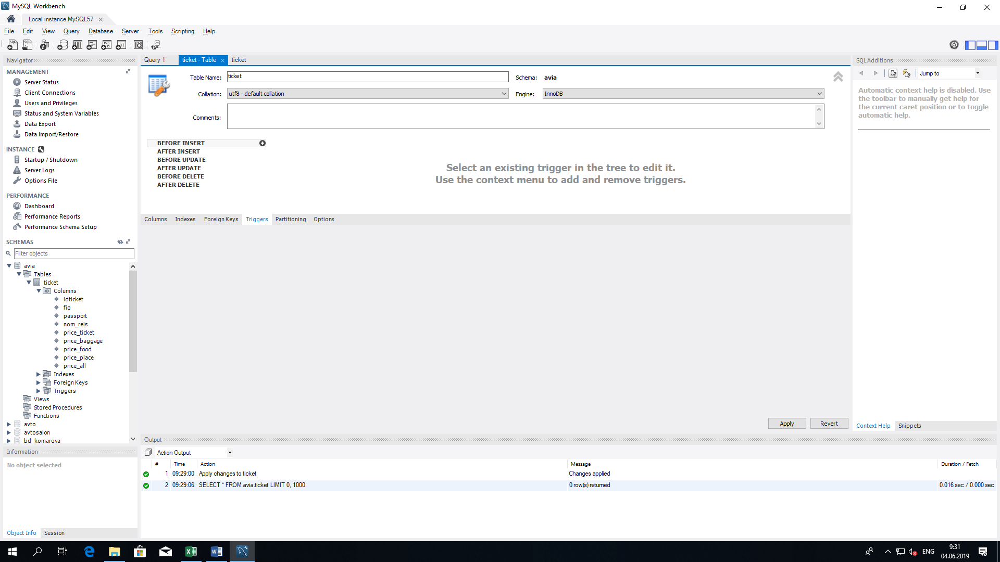 MySQL Workbench
Local instance MySQL57
File Edit View Query Database Server Tools Scripting Help
Navigator
MANAGEMENT
Server Status
Client Connections
Users and Privileges
Status and System Variables
Data Export
Data Import/Restore
INSTANCE
Startup / Shutdown
Server Logs
Options File
PERFORMANCE
Dashboard
Performance Reports
Performance Schema Setup
SCHEMAS
Filter objects
avia
Tables
ticket
Columns
idticket
fio
passport
nom_reis
price_ticket
price_baggage
price_food
price_place
price_all
Indexes
Foreign Keys
Triggers
Views
Stored Procedures
Functions
avto
avtosalon
bd_komarova
Information
No object selected
Object Info Session
Query 1 ticket - Table ticket
Table Name: ticket Schema: avia
Collation: utf8 - default collation Engine: InnoDB
Comments:
BEFORE INSERT
AFTER INSERT
BEFORE UPDATE
AFTER UPDATE
BEFORE DELETE
AFTER DELETE
Select an existing trigger in the tree to edit it.
Use the context menu to add and remove triggers.
Columns Indexes Foreign Keys Triggers Partitioning Options
Apply Revert
SQLAdditions
Jump to
Automatic context help is disabled. Use
the toolbar to manually get help for
the current caret position or to toggle
automatic help.
Context Help Snippets
Output
Action Output
# Time Action Message Duration / Fetch
1 09:29:00 Apply changes to ticket Changes applied
2 09:29:06 SELECT * FROM avia.ticket LIMIT 0, 1000 0 row(s) returned 0.016 sec / 0.000 sec
ENG
9:31
04.06.2019